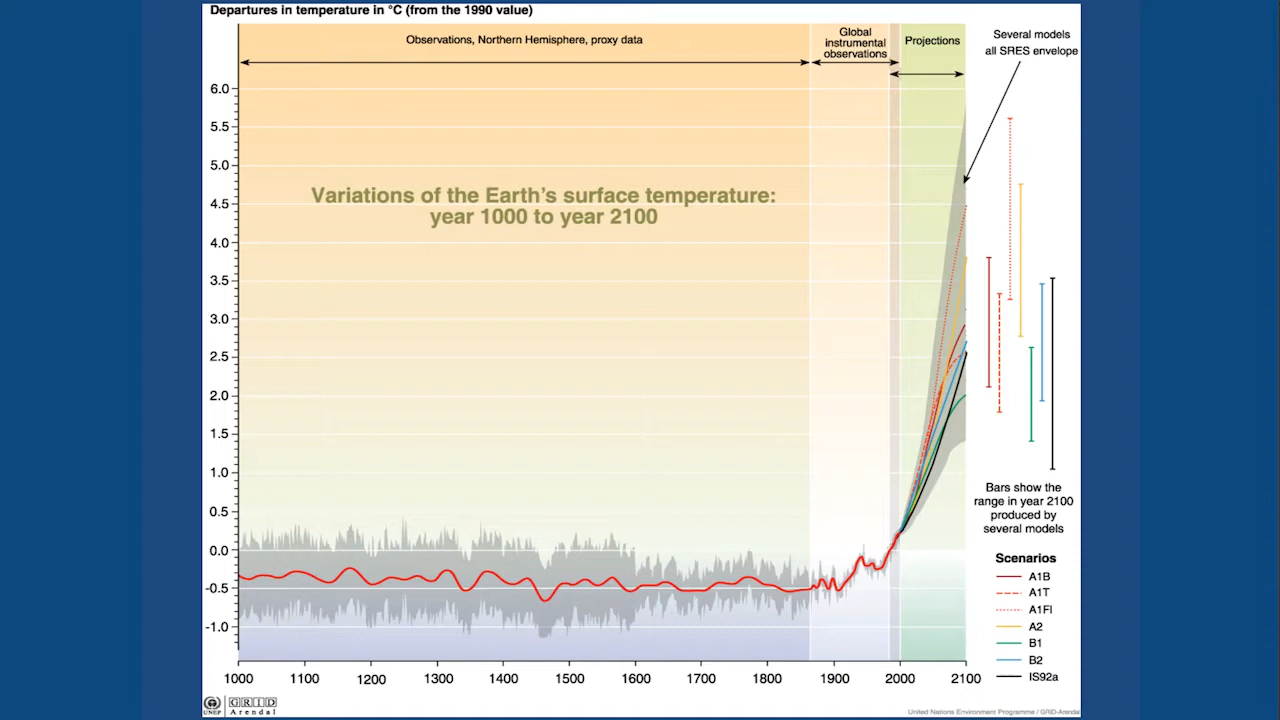 Departures in temperature in °C (from the 1990 value)
Observations, Northern Hemisphere, proxy data
Global
instrumental
observations
Projections
Several models
all SRES envelope
6.0
5.5
5.0
4.5
4.0
3.5
3.0
2.5
2.0
1.5
1.0
0.5
0.0
-0.5
-1.0
Variations of the Earth's surface temperature:
year 1000 to year 2100
Bars show the
range in year 2100
produced by
several models
Scenarios
A1B
A1T
A1FI
A2
B1
B2
IS92a
1000 1100 1200 1300 1400 1500 1600 1700 1800 1900 2000 2100
UNEP
GRID
Arendal
United Nations Environment Programme / GRID-Arendal